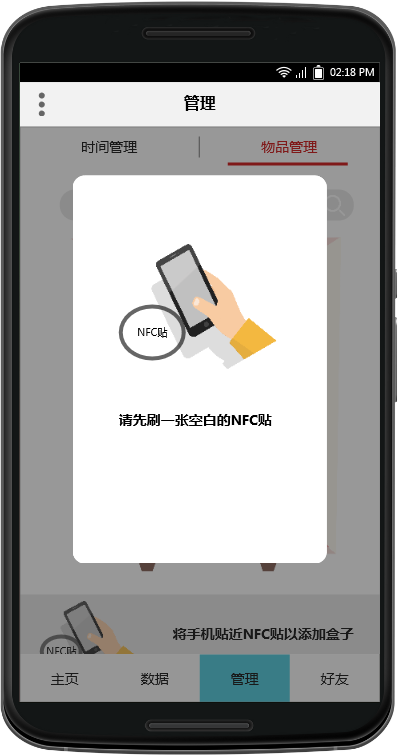 02:18 PM
管理
时间管理
物品管理
NFC贴
请先刷一张空白的NFC贴
将手机贴近NFC贴以添加盒子
NFC贴
主页
数据
管理
好友